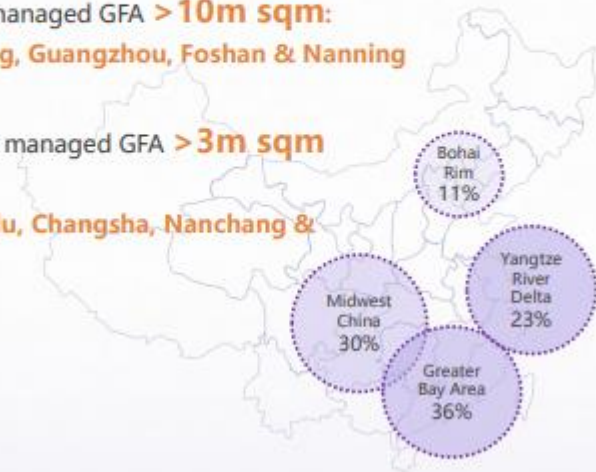 managed GFA >10m sqm:
g, Guangzhou, Foshan & Nanning
managed GFA >3m sqm
lu, Changsha, Nanchang &
Bohai
Rim
11%
Yangtze
River
Delta
23%
Midwest
China
30%
Greater
Bay Area
36%